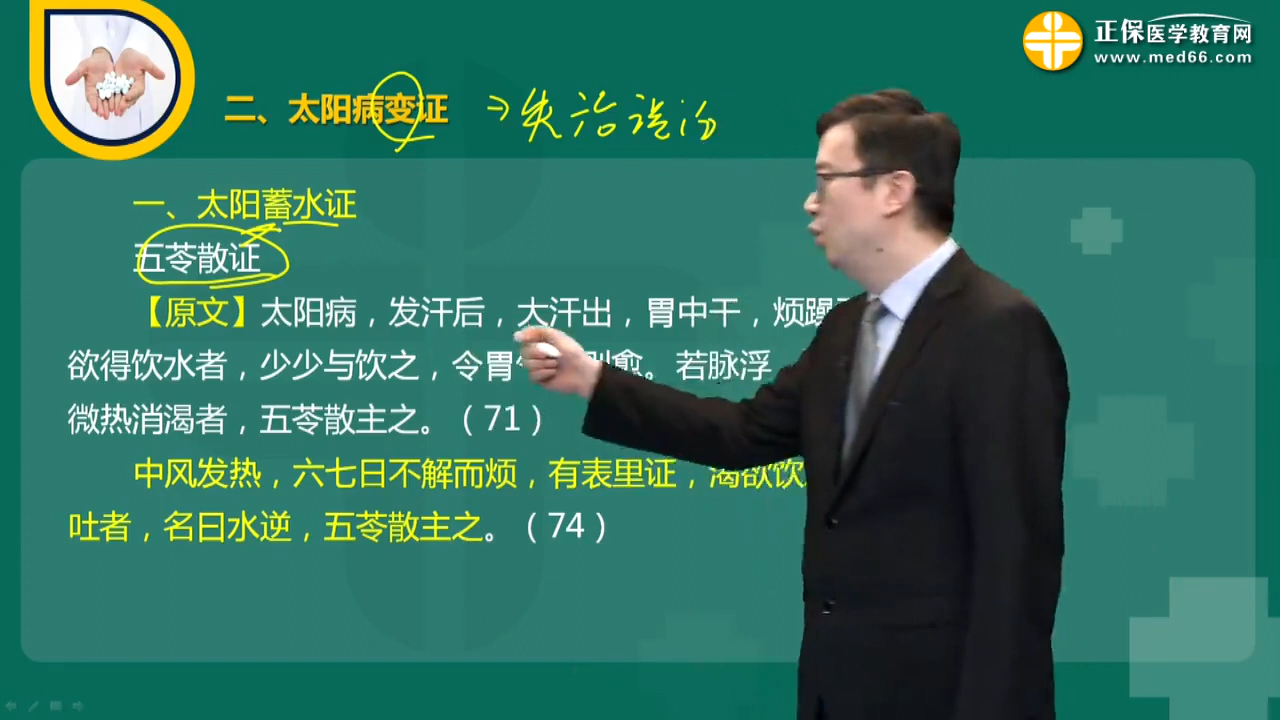 正保医学教育网
www.med66.com
二、太阳病变证 → 失治误治
一、太阳蓄水证
五苓散证
【原文】太阳病，发汗后，大汗出，胃中干，烦躁
欲得饮水者，少少与饮之，令胃 则愈。若脉浮
微热消渴者，五苓散主之。（71）
中风发热，六七日不解而烦，有表里证，渴欲饮
吐者，名曰水逆，五苓散主之。（74）